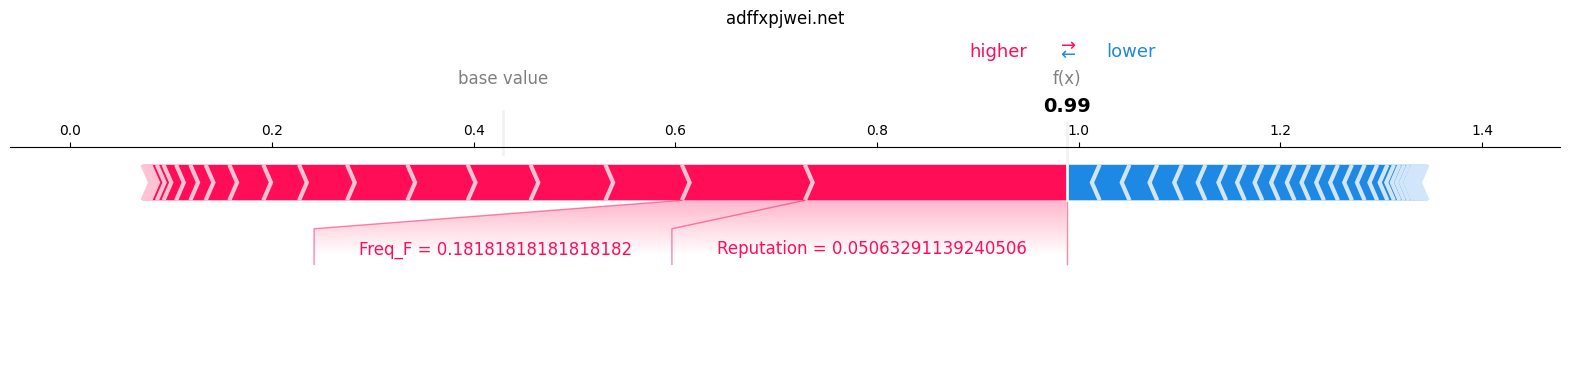 adffxpjwei.net
higher ⇄ lower
base value f(x)
0.99
0.0 0.2 0.4 0.6 0.8 1.0 1.2 1.4
Freq_F = 0.18181818181818182 Reputation = 0.05063291139240506